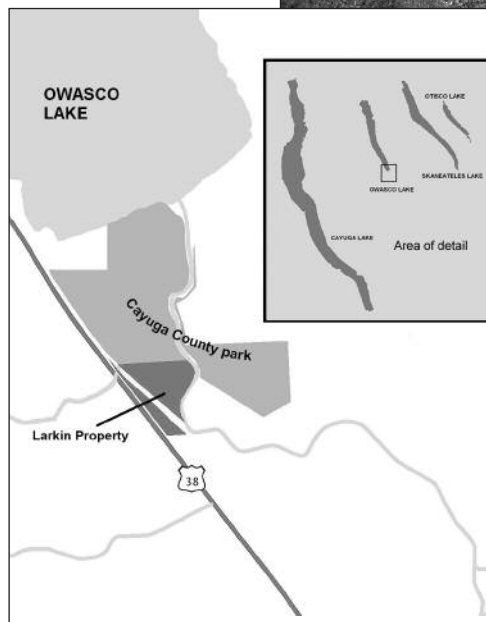 OWASCO
LAKE
OTISCO LAKE
SKANEATELES LAKE
OWASCO LAKE
CAYUGA LAKE
Area of detail
Cayuga County park
Larkin Property
38